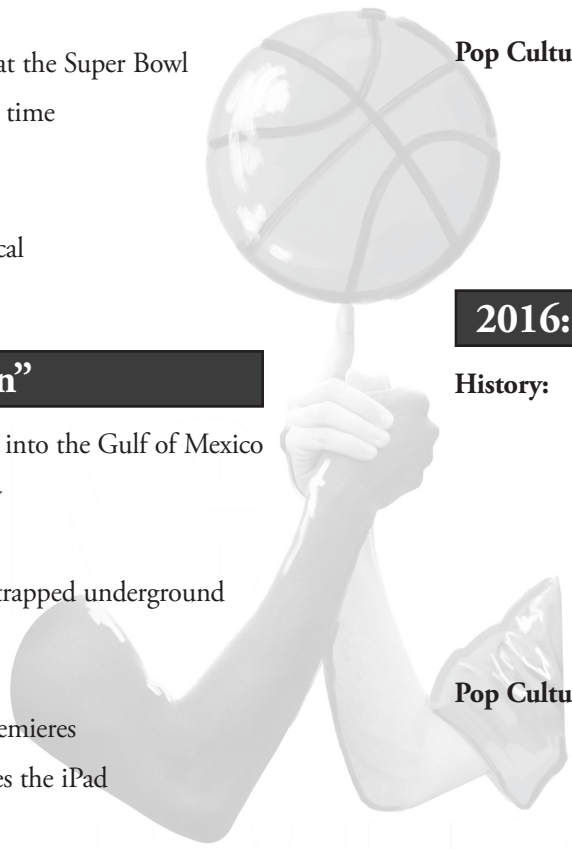 at the Super Bowl
time
cal
n”
into the Gulf of Mexico
trapped underground
emieres
es the iPad
Pop Cultu
2016:
History:
Pop Cultu